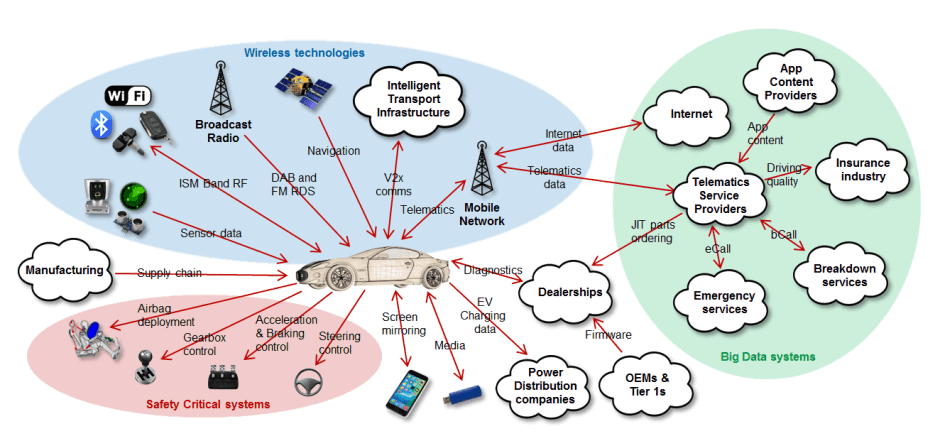 Wireless technologies
App
Content
Providers
Wi Fi
Intelligent
Transport
Infrastructure
Broadcast
Radio
Internet
Internet
data
App
content
Navigation
Insurance
industry
Driving
quality
Telematics
data
Telematics
Service
Providers
ISM Band RF
DAB and
FM RDS
V2x
comms
Telematics
Mobile
Network
Sensor data
JIT parts
ordering
eCall
bCall
Manufacturing
Supply chain
Diagnostics
Dealerships
Breakdown
services
Emergency
services
Airbag
deployment
Gearbox
control
Acceleration
& Braking
control
Steering
control
Screen
mirroring
Media
EV
Charging
data
Firmware
Big Data systems
Power
Distribution
companies
OEMs &
Tier 1s
Safety Critical systems